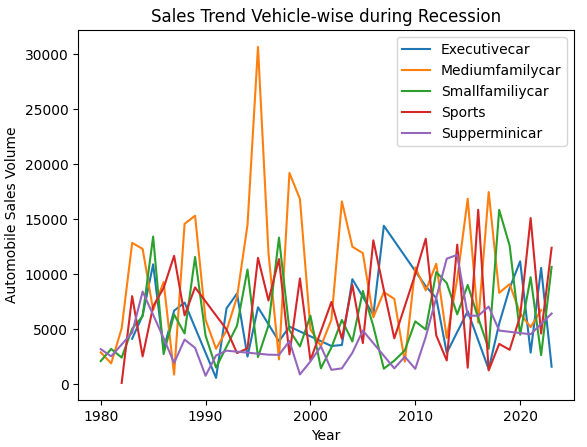 Sales Trend Vehicle-wise during Recession
Executivecar
Mediumfamilycar
Smallfamiliycar
Sports
Supperminicar
Automobile Sales Volume
30000
25000
20000
15000
10000
5000
0
1980
1990
2000
2010
2020
Year